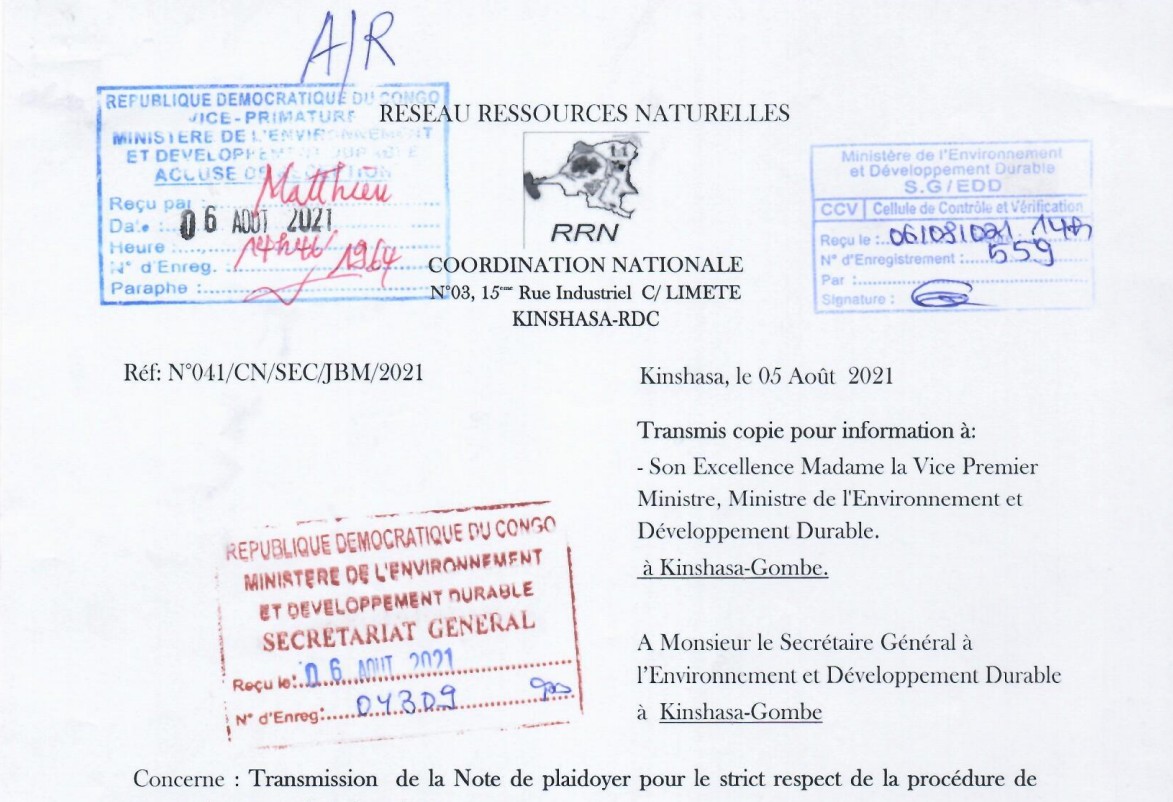 A/R
REPUBLIQUE DEMOCRATIQUE DU CONGO
VICE-PRIMATURE
MINISTERE DE L'ENVIRONNEMENT
ET DEVELOPPEMENT DURABLE
ACCUSE DE RECEPTION
Reçu par : Matthieu
Date : 06 AOUT 2021
Heure : 14h46
N° d'Enreg. 1964
Paraphe :
RESEAU RESSOURCES NATURELLES
RRN
COORDINATION NATIONALE
N°03, 15ème Rue Industriel C/ LIMETE
KINSHASA-RDC
Ministère de l'Environnement
et Développement Durable
S.G/EDD
CCV Cellule de Contrôle et Vérification
Reçu le : 06/08/021 14h
N° d'Enregistrement : 559
Par :
Signature :
Réf: N°041/CN/SEC/JBM/2021
Kinshasa, le 05 Août 2021
Transmis copie pour information à:
- Son Excellence Madame la Vice Premier
Ministre, Ministre de l'Environnement et
Développement Durable.
à Kinshasa-Gombe.
REPUBLIQUE DEMOCRATIQUE DU CONGO
MINISTERE DE L'ENVIRONNEMENT
ET DEVELOPPEMENT DURABLE
SECRETARIAT GENERAL
Reçu le: 06 AOUT 2021
N° d'Enreg: 04309
A Monsieur le Secrétaire Général à
l'Environnement et Développement Durable
à Kinshasa-Gombe
Concerne : Transmission de la Note de plaidoyer pour le strict respect de la procédure de